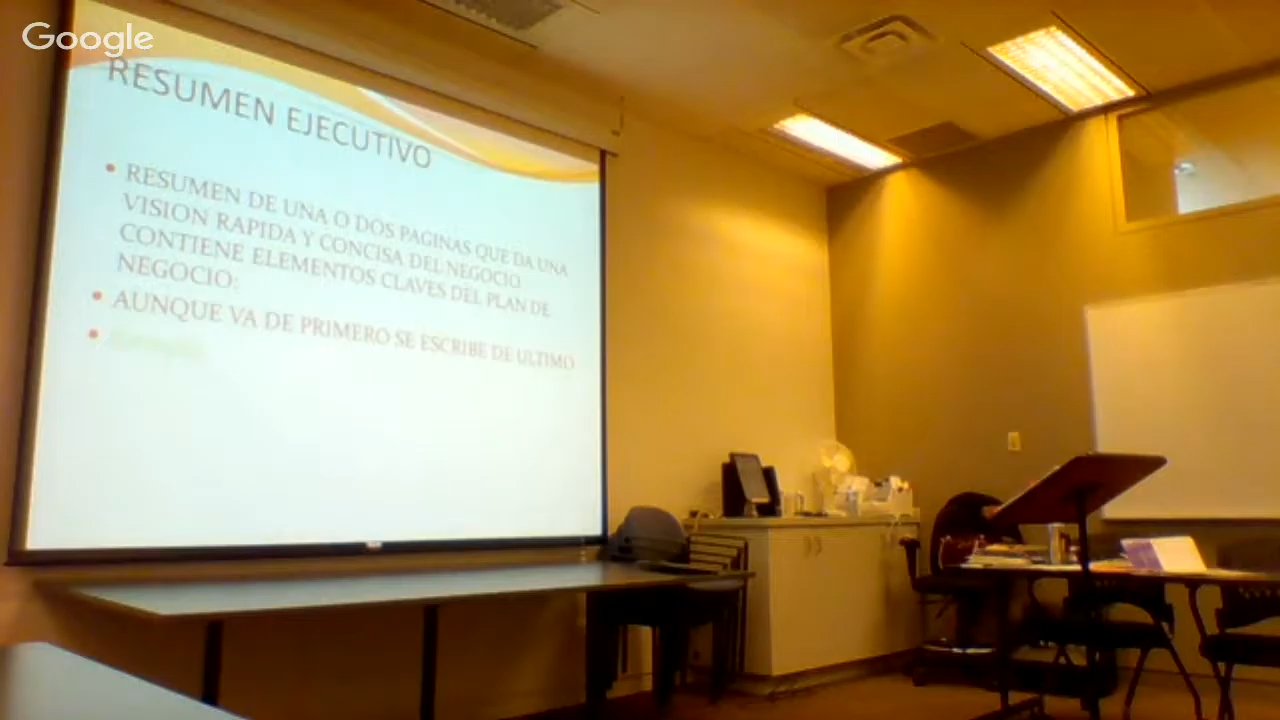 Google
RESUMEN EJECUTIVO
• RESUMEN DE UNA O DOS PAGINAS QUE DA UNA
VISION RAPIDA Y CONCISA DEL NEGOCIO
CONTIENE ELEMENTOS CLAVES DEL PLAN DE
NEGOCIO:
• AUNQUE VA DE PRIMERO SE ESCRIBE DE ULTIMO
•